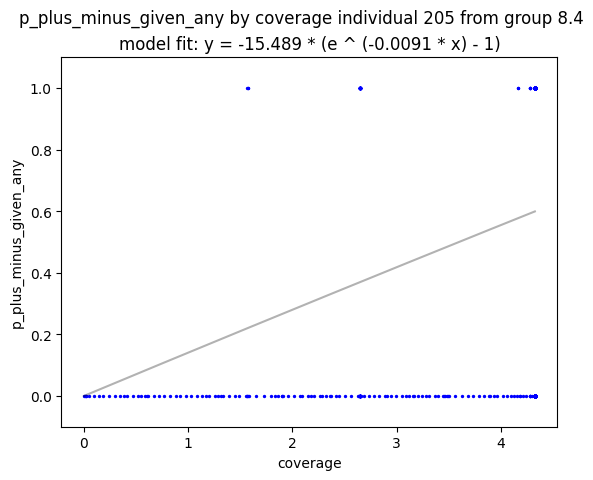 p_plus_minus_given_any by coverage individual 205 from group 8.4
model fit: y = -15.489 * (e ^ (-0.0091 * x) - 1)
1.0
0.8
0.6
0.4
0.2
0.0
p_plus_minus_given_any
0 1 2 3 4
coverage